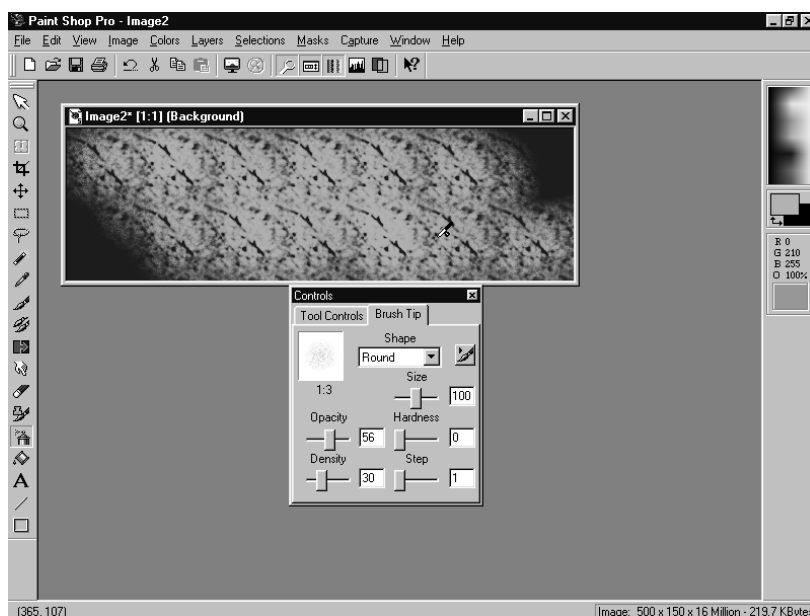 Paint Shop Pro - Image2
File Edit View Image Colors Layers Selections Masks Capture Window Help
Image2* [1:1] (Background)
R 0
G 210
B 255
O 100%
Controls
Tool Controls Brush Tip
Shape
Round
1:3
Size
100
Opacity Hardness
56 0
Density Step
30 1
A
(365, 107) Image: 500 x 150 x 16 Million - 219.7 KBytes